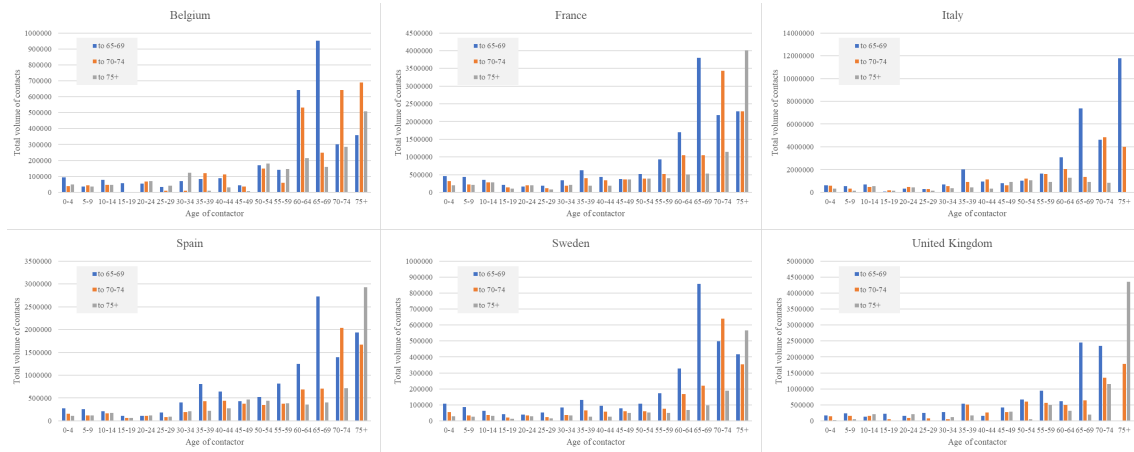 Belgium
Total volume of contacts
1000000
900000
800000
700000
600000
500000
400000
300000
200000
100000
0
to 65-69
to 70-74
to 75+
0-4 5-9 10-14 15-19 20-24 25-29 30-34 35-39 40-44 45-49 50-54 55-59 60-64 65-69 70-74 75+
Age of contactor
France
Total volume of contacts
4500000
4000000
3500000
3000000
2500000
2000000
1500000
1000000
500000
0
to 65-69
to 70-74
to 75+
0-4 5-9 10-14 15-19 20-24 25-29 30-34 35-39 40-44 45-49 50-54 55-59 60-64 65-69 70-74 75+
Age of contactor
Italy
Total volume of contacts
14000000
12000000
10000000
8000000
6000000
4000000
2000000
0
to 65-69
to 70-74
to 75+
0-4 5-9 10-14 15-19 20-24 25-29 30-34 35-39 40-44 45-49 50-54 55-59 60-64 65-69 70-74 75+
Age of contactor
Spain
Total volume of contacts
3500000
3000000
2500000
2000000
1500000
1000000
500000
0
to 65-69
to 70-74
to 75+
0-4 5-9 10-14 15-19 20-24 25-29 30-34 35-39 40-44 45-49 50-54 55-59 60-64 65-69 70-74 75+
Age of contactor
Sweden
Total volume of contacts
1000000
900000
800000
700000
600000
500000
400000
300000
200000
100000
0
to 65-69
to 70-74
to 75+
0-4 5-9 10-14 15-19 20-24 25-29 30-34 35-39 40-44 45-49 50-54 55-59 60-64 65-69 70-74 75+
Age of contactor
United Kingdom
Total volume of contacts
5000000
4500000
4000000
3500000
3000000
2500000
2000000
1500000
1000000
500000
0
to 65-69
to 70-74
to 75+
0-4 5-9 10-14 15-19 20-24 25-29 30-34 35-39 40-44 45-49 50-54 55-59 60-64 65-69 70-74 75+
Age of contactor